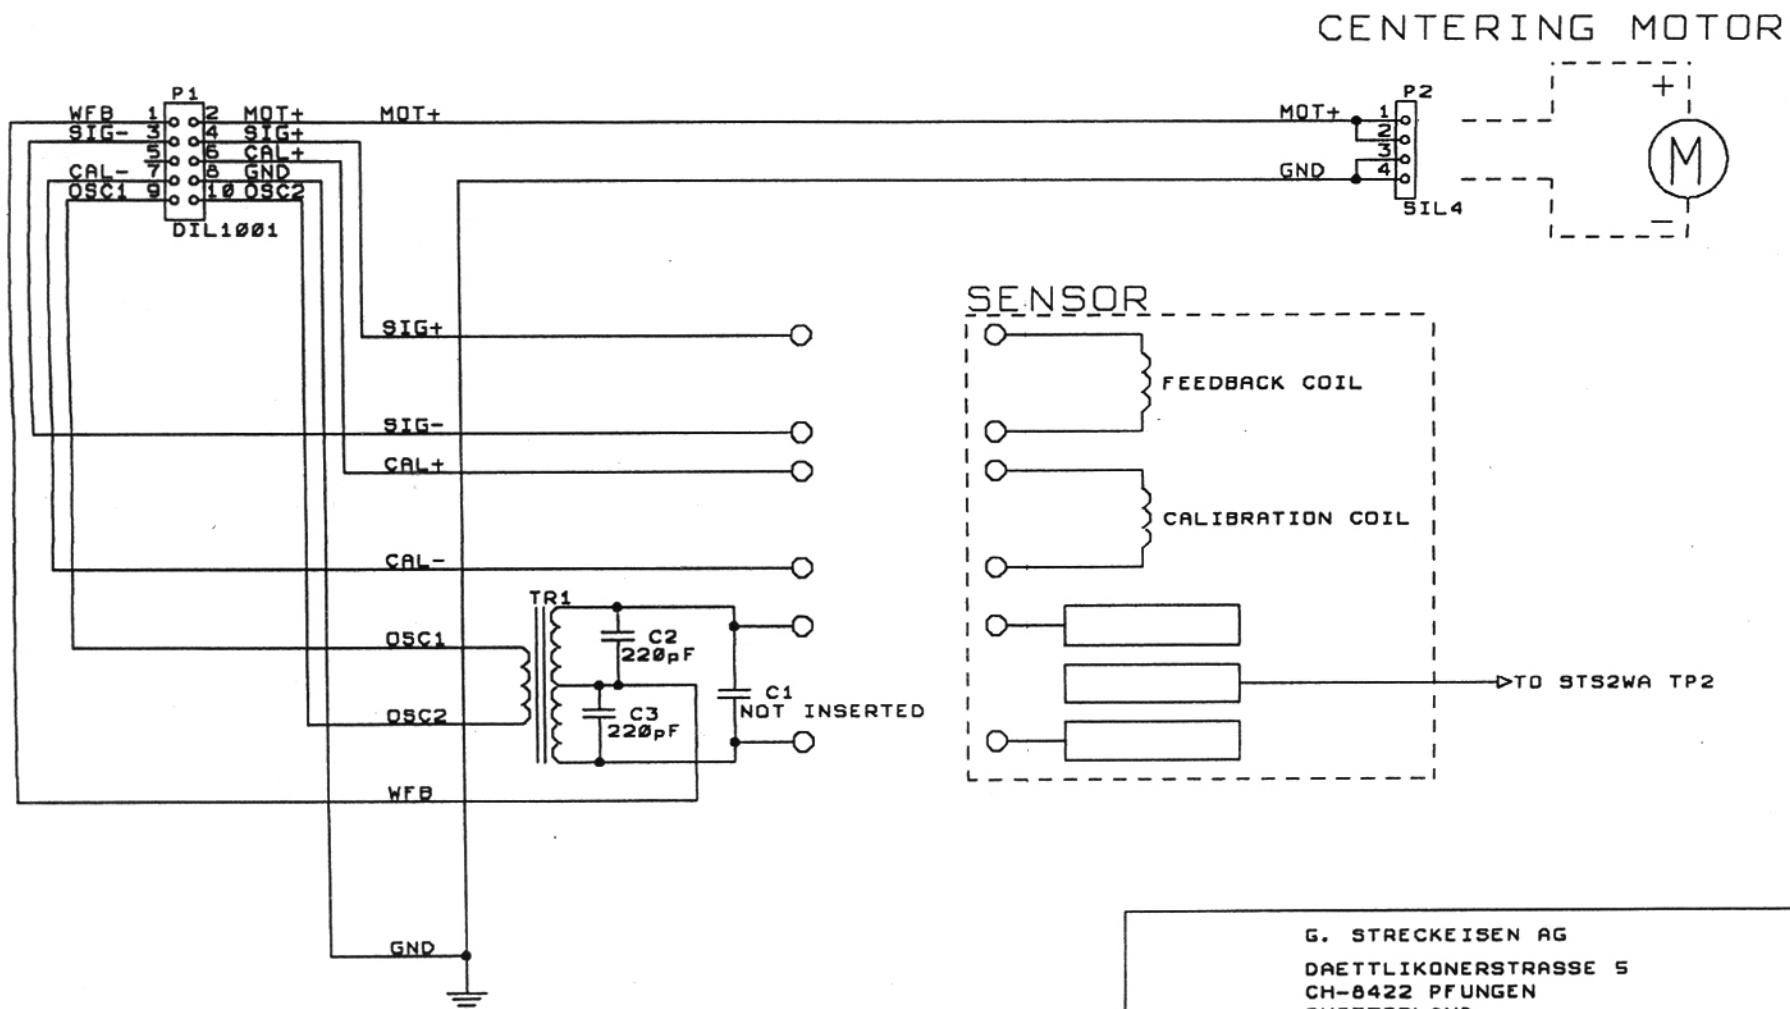 CENTERING MOTOR
P1
WFB 1 2 MOT+ MOT+
SIG- 3 4 SIG+
5 6 CAL+
CAL- 7 8 GND
OSC1 9 10 OSC2
DIL1001
MOT+
GND
P2
1
2
3
4
SIL4
+
M
-
SENSOR
SIG+
FEEDBACK COIL
SIG-
CAL+
CALIBRATION COIL
CAL-
TR1
OSC1
C2
220pF
C1
NOT INSERTED
TO STS2WA TP2
OSC2
C3
220pF
WFB
GND
G. STRECKEISEN AG
DAETTLIKONERSTRASSE 5
CH-8422 PFUNGEN